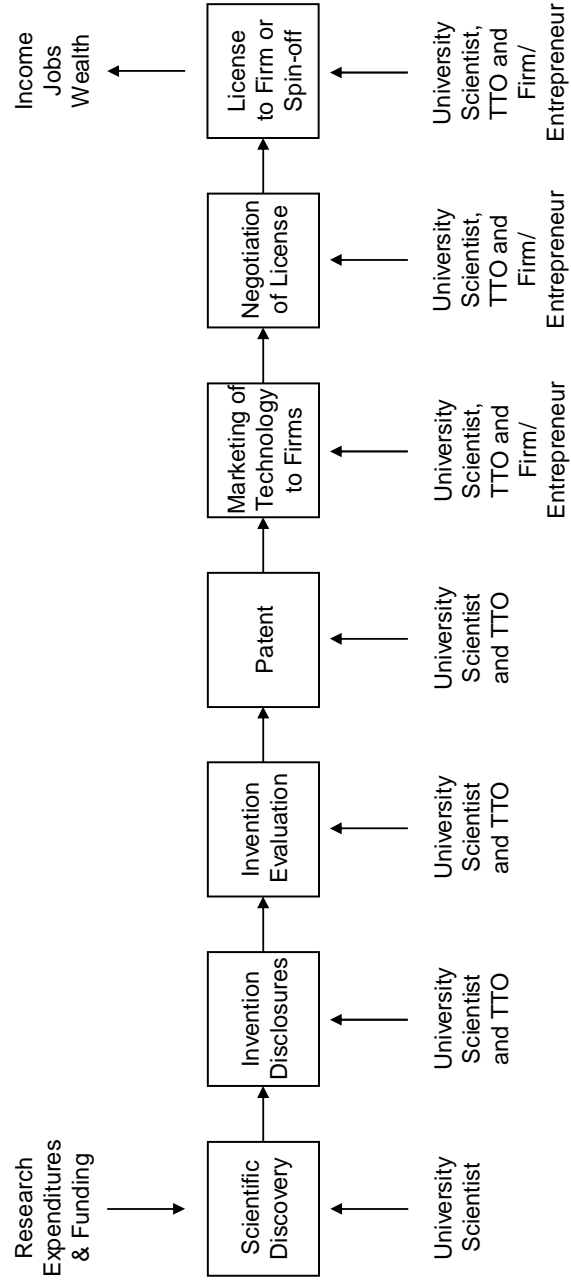 Research
Expenditures
& Funding
Income
Jobs
Wealth
Scientific
Discovery
Invention
Disclosures
Invention
Evaluation
Patent
Marketing of
Technology
to Firms
Negotiation
of License
License
to Firm or
Spin-off
University
Scientist
University
Scientist
and TTO
University
Scientist
and TTO
University
Scientist
and TTO
University
Scientist,
TTO and
Firm/
Entrepreneur
University
Scientist,
TTO and
Firm/
Entrepreneur
University
Scientist,
TTO and
Firm/
Entrepreneur